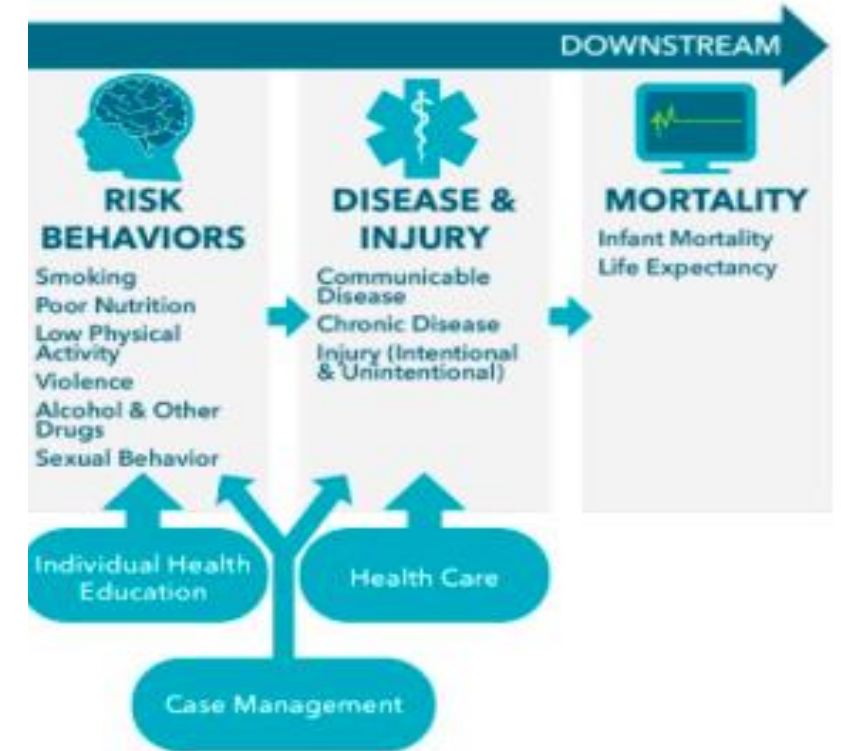 DOWNSTREAM
RISK
BEHAVIORS
Smoking
Poor Nutrition
Low Physical
Activity
Violence
Alcohol & Other
Drugs
Sexual Behavior
DISEASE &
INJURY
Communicable
Disease
Chronic Disease
Injury (Intentional
& Unintentional)
MORTALITY
Infant Mortality
Life Expectancy
Individual Health
Education
Health Care
Case Management